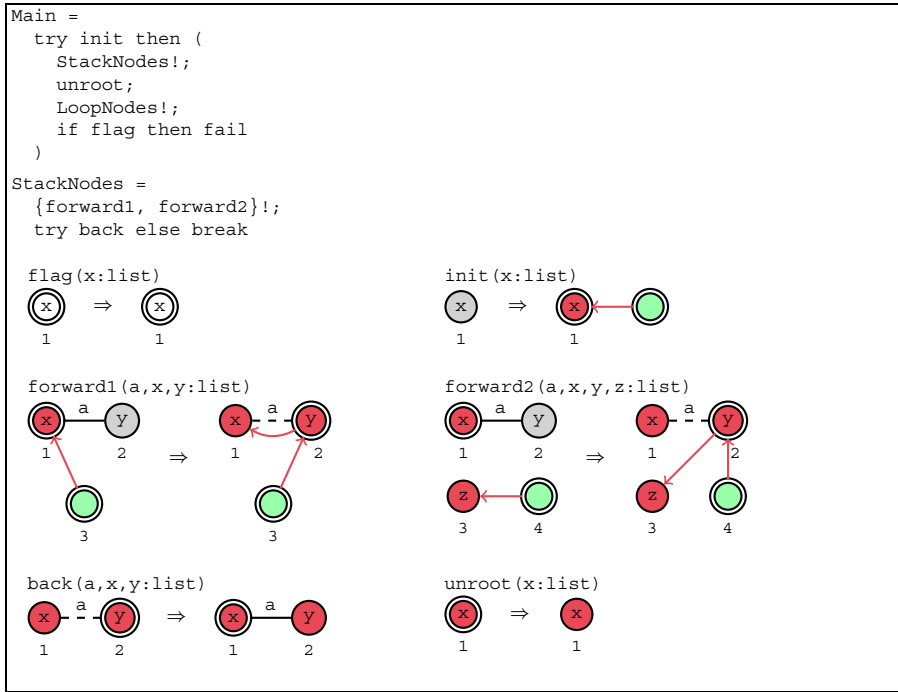 Main =
try init then (
StackNodes!;
unroot;
LoopNodes!;
if flag then fail
)
StackNodes =
{forward1, forward2}!;
try back else break
flag(x:list) init(x:list)
x ⇒ x x ⇒ x
1 1 1 1
forward1(a,x,y:list) forward2(a,x,y,z:list)
x a y x a y x a y x a y
1 2 ⇒ 1 2 1 2 ⇒ 1 2
z z
3 3 3 4 3 4
back(a,x,y:list) unroot(x:list)
x a y ⇒ x a y x ⇒ x
1 2 1 2 1 1